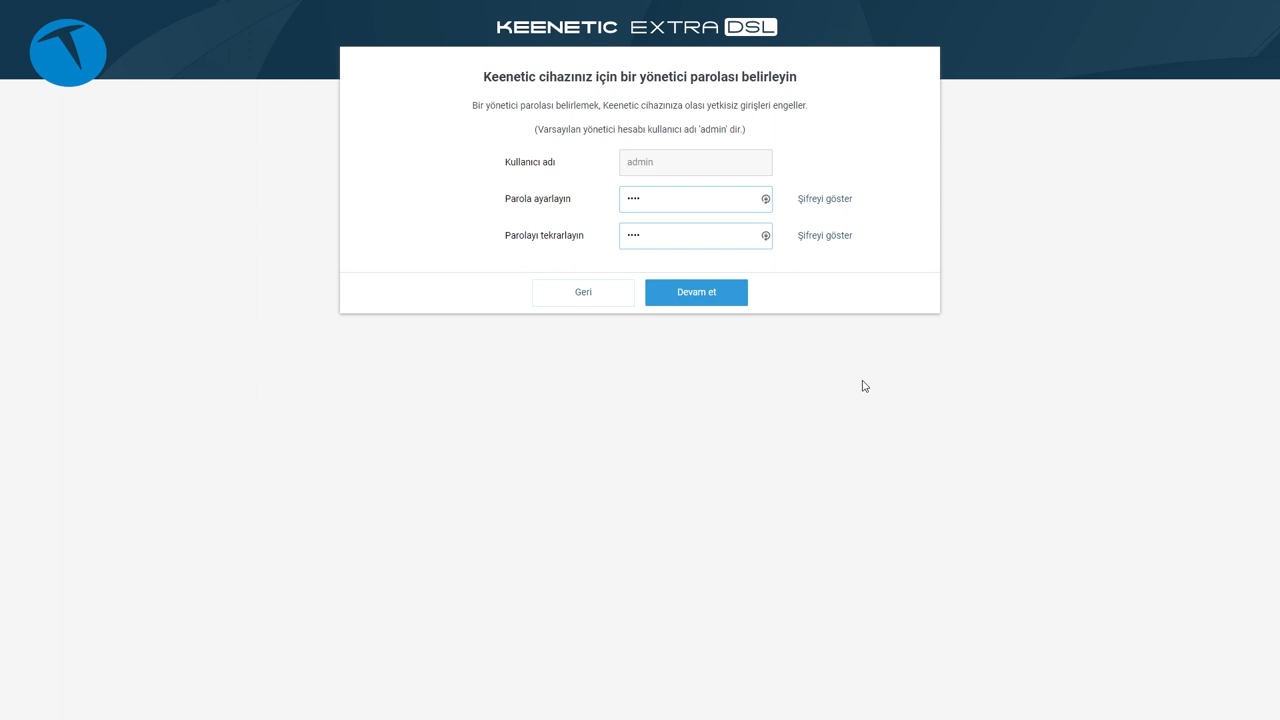 KEENETIC EXTRA DSL
Keenetic cihazınız için bir yönetici parolası belirleyin
Bir yönetici parolası belirlemek, Keenetic cihazınıza olası yetkisiz girişleri engeller.
(Varsayılan yönetici hesabı kullanıcı adı 'admin' dir.)
Kullanıcı adı admin
Parola ayarlayın •••• Şifreyi göster
Parolayı tekrarlayın •••• Şifreyi göster
Geri Devam et